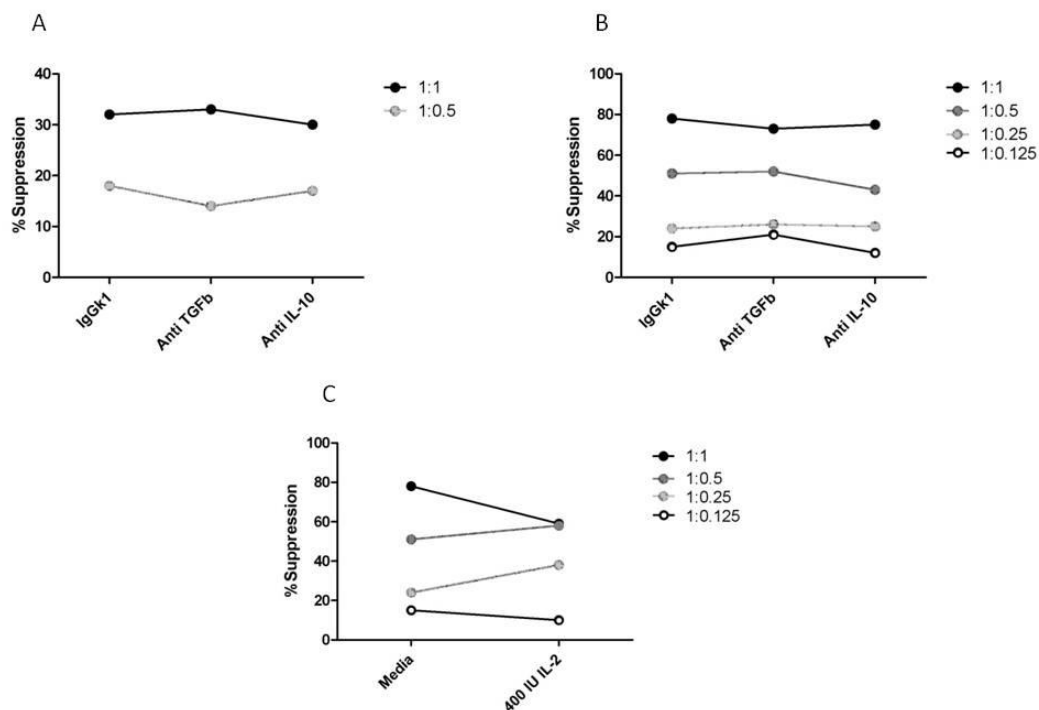 A
B
40
30
20
10
0
% Suppression
IgGk1
Anti TGFb
Anti IL-10
1:1
1:0.5
100
80
60
40
20
0
% Suppression
IgGk1
Anti TGFb
Anti IL-10
1:1
1:0.5
1:0.25
1:0.125
C
100
80
60
40
20
0
% Suppression
Media
400 IU IL-2
1:1
1:0.5
1:0.25
1:0.125